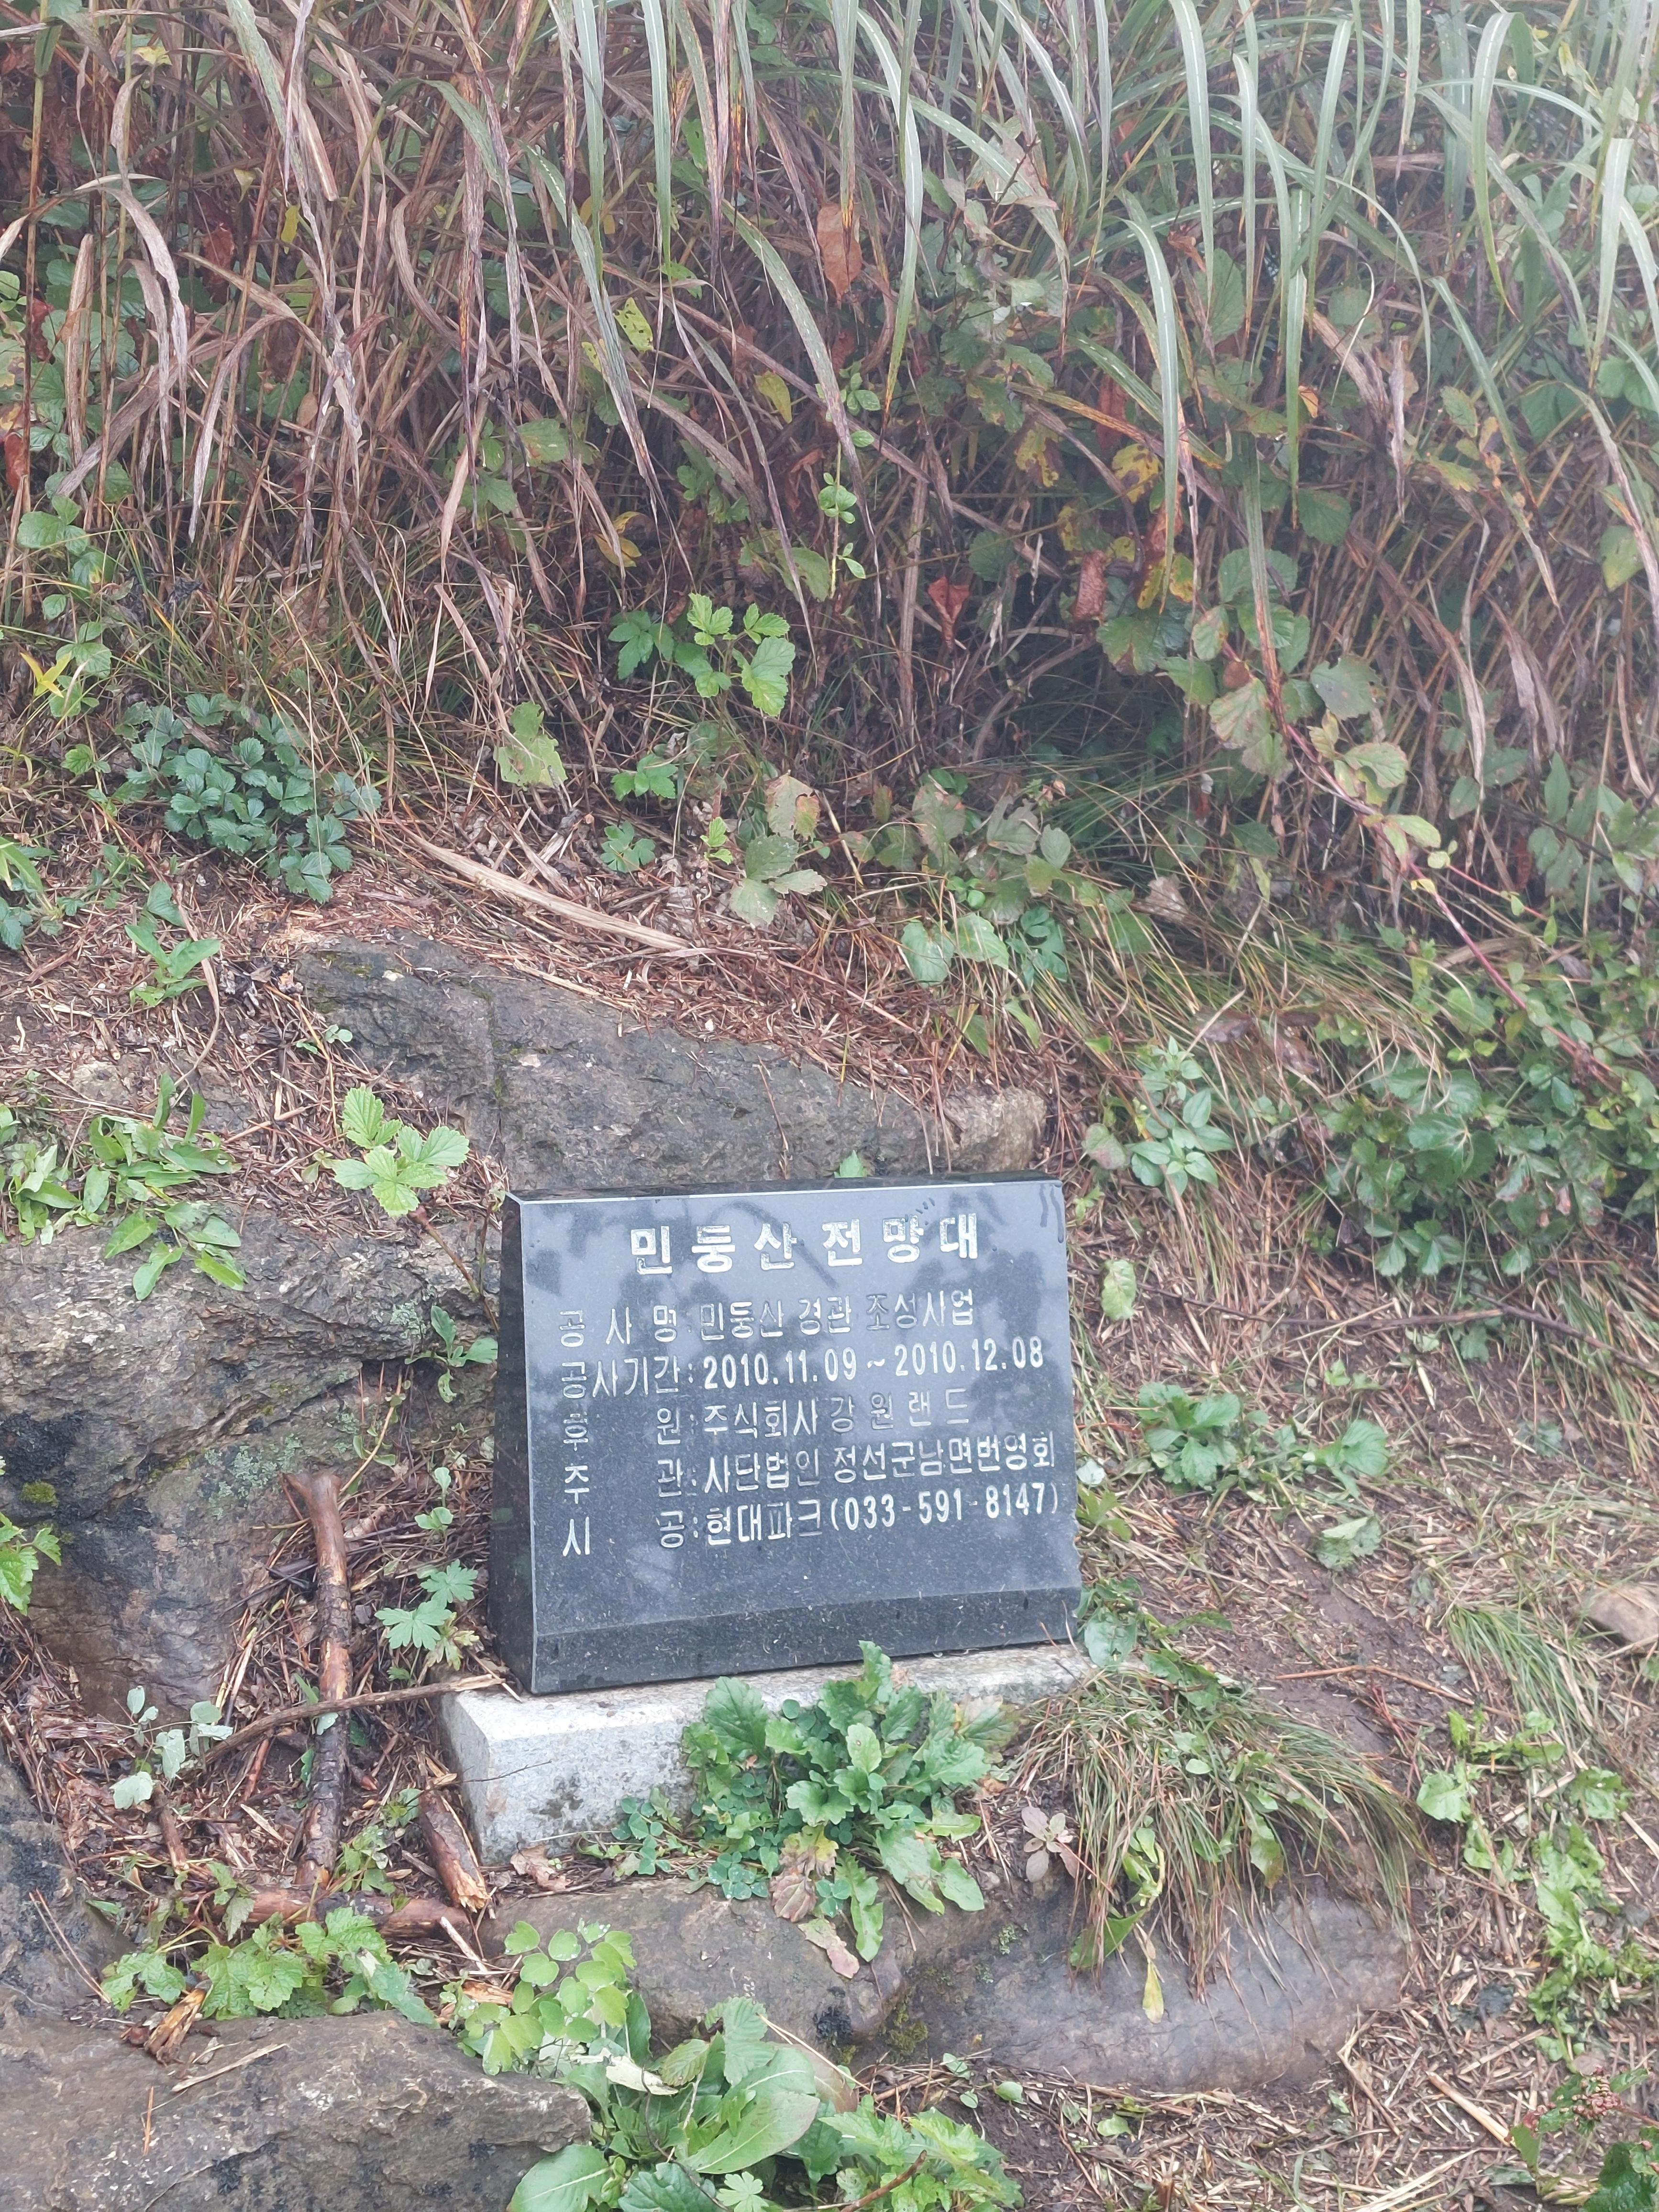 민둥산전망대
공 사 명: 민둥산 경관 조성사업
공사기간: 2010.11.09 ~ 2010.12.08
후 원: 주식회사 강원랜드
주 관: 사단법인 정선군남면번영회
시 공: 현대파크(033-591-8147)